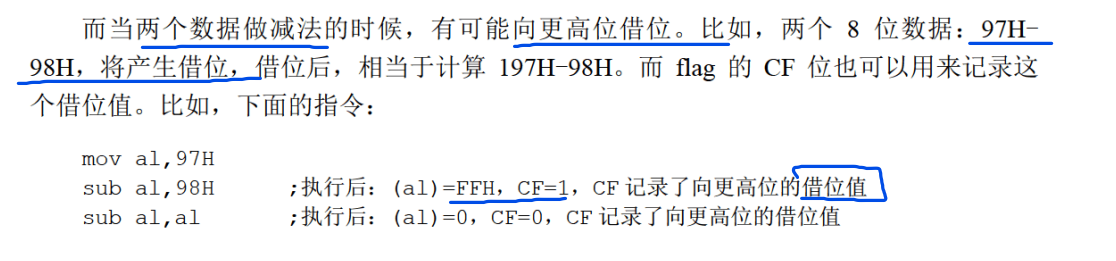 而当两个数据做减法的时候，有可能向更高位借位。比如，两个 8 位数据：97H-
98H，将产生借位，借位后，相当于计算 197H-98H。而 flag 的 CF 位也可以用来记录这
个借位值。比如，下面的指令：
mov al,97H
sub al,98H ;执行后：(al)=FFH，CF=1，CF 记录了向更高位的借位值
sub al,al ;执行后：(al)=0，CF=0，CF 记录了向更高位的借位值